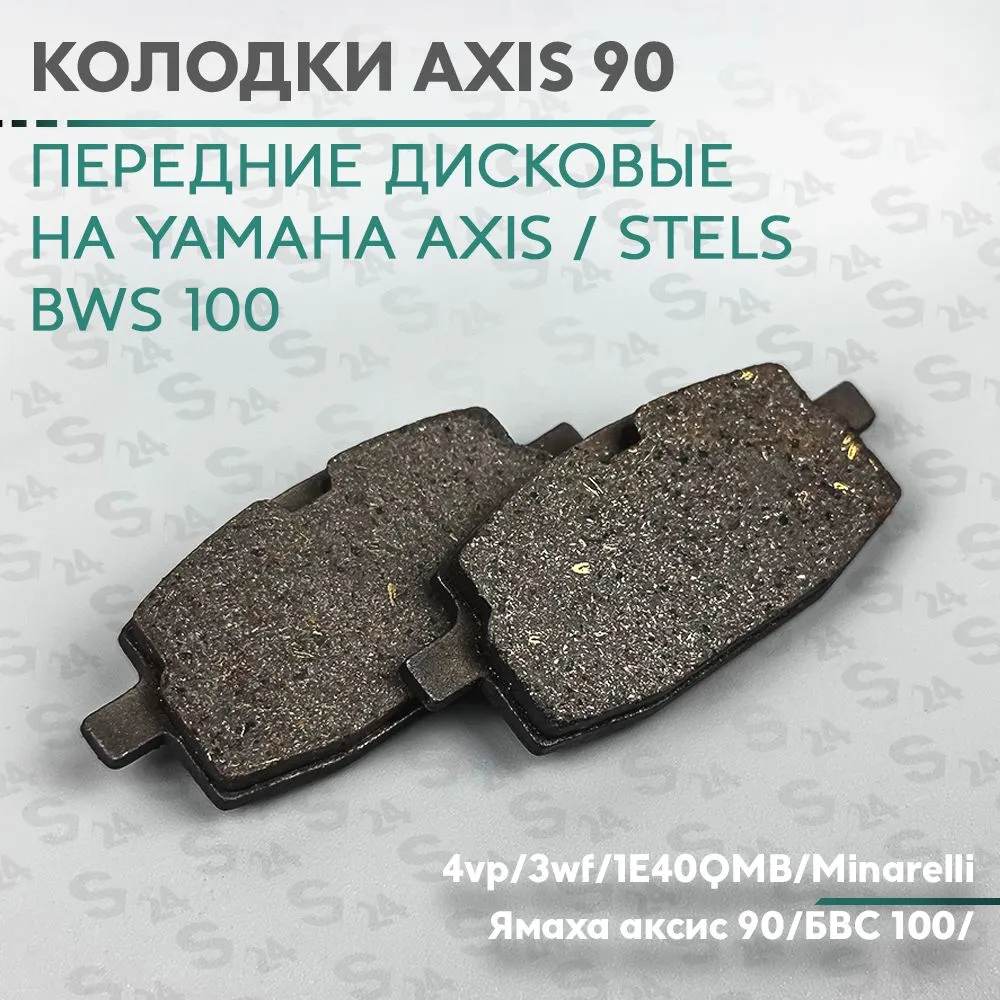 КОЛОДКИ AXIS 90
ПЕРЕДНИЕ ДИСКОВЫЕ
НА YAMAHA AXIS / STELS
BWS 100
4vp/3wf/1E40QMB/Minarelli
Ямаха аксис 90/БВС 100/